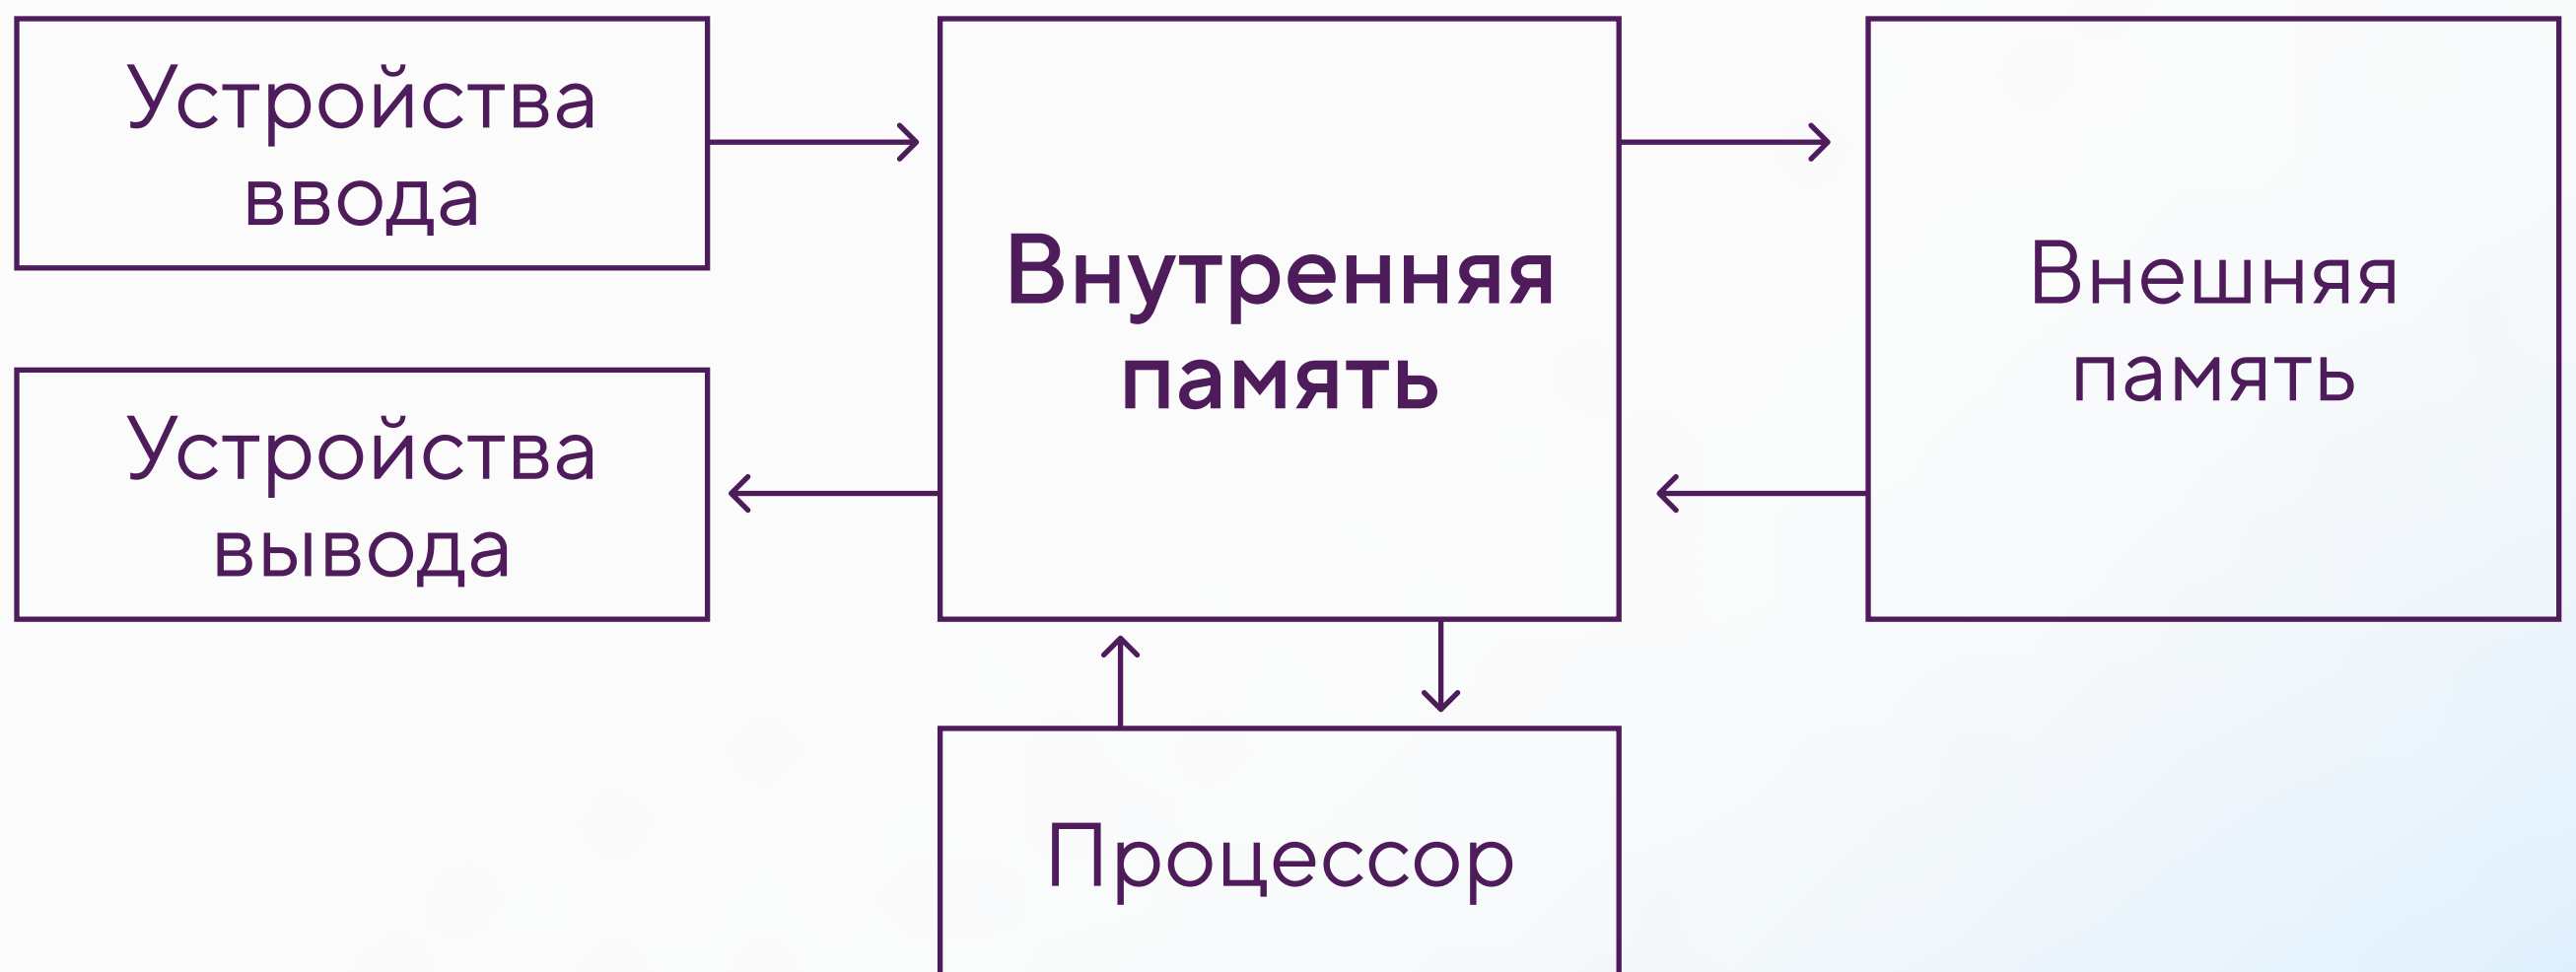 Устройства
ввода
Внутренняя
память
Внешняя
память
Устройства
вывода
Процессор